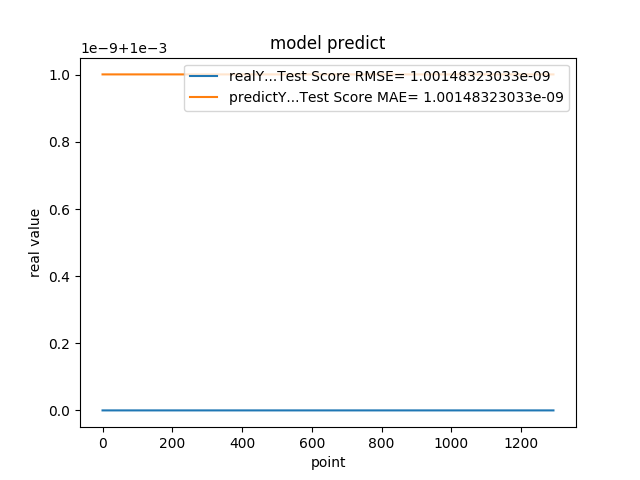 model predict
1e−9+1e−3
realY...Test Score RMSE= 1.00148323033e-09
predictY...Test Score MAE= 1.00148323033e-09
1.0
0.8
0.6
0.4
0.2
0.0
real value
0 200 400 600 800 1000 1200
point